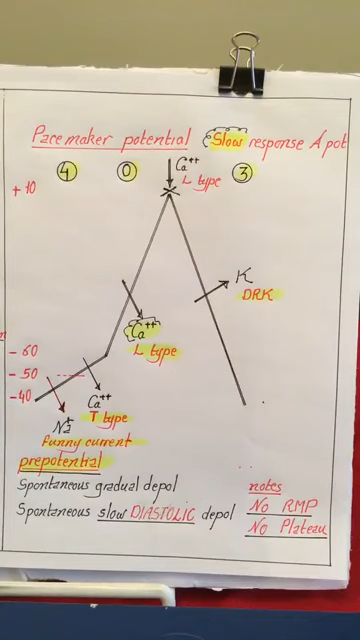 Pacemaker potential Slow response A pot
4 0 Ca++ 3
L type
+10
K
DRK
Ca++
L type
- 60
- 50
-40
Ca++
T type
Na+
Funny current
prepotential
Spontaneous gradual depol
Spontaneous slow DIASTOLIC depol
notes
No RMP
No Plateau